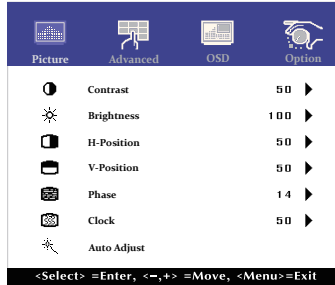 Picture Advanced OSD Option
Contrast 50
Brightness 100
H-Position 50
V-Position 50
Phase 14
Clock 50
Auto Adjust
<Select> =Enter, <−,+> =Move, <Menu>=Exit